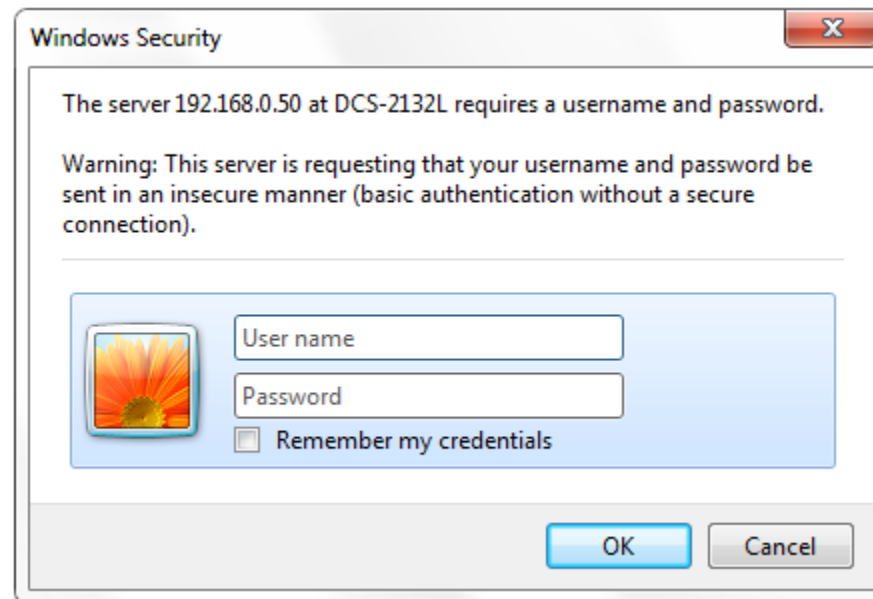 Windows Security
The server 192.168.0.50 at DCS-2132L requires a username and password.
Warning: This server is requesting that your username and password be
sent in an insecure manner (basic authentication without a secure
connection).
User name
Password
Remember my credentials
OK
Cancel